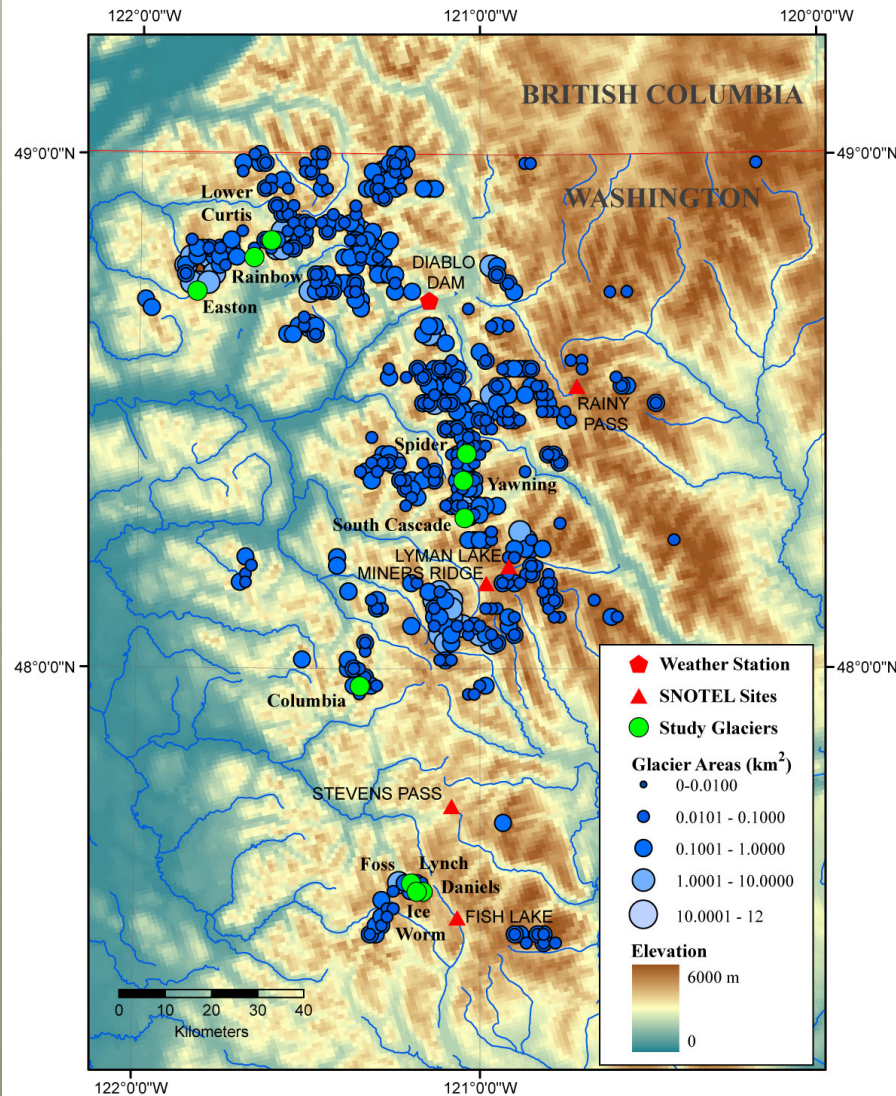 122°0'0"W
121°0'0"W
120°0'0"W
BRITISH COLUMBIA
49°0'0"N
49°0'0"N
WASHINGTON
Lower
Curtis
Rainbow
Easton
DIABLO
DAM
RAINY
PASS
Spider
Yawning
South Cascade
LYMAN LAKE
MINERS RIDGE
48°0'0"N
48°0'0"N
Columbia
STEVENS PASS
Foss
Lynch
Daniels
Ice
Worm
FISH LAKE
Weather Station
SNOTEL Sites
Study Glaciers
Glacier Areas (km²)
0-0.0100
0.0101 - 0.1000
0.1001 - 1.0000
1.0001 - 10.0000
10.0001 - 12
Elevation
6000 m
0
0 10 20 30 40
Kilometers
122°0'0"W
121°0'0"W